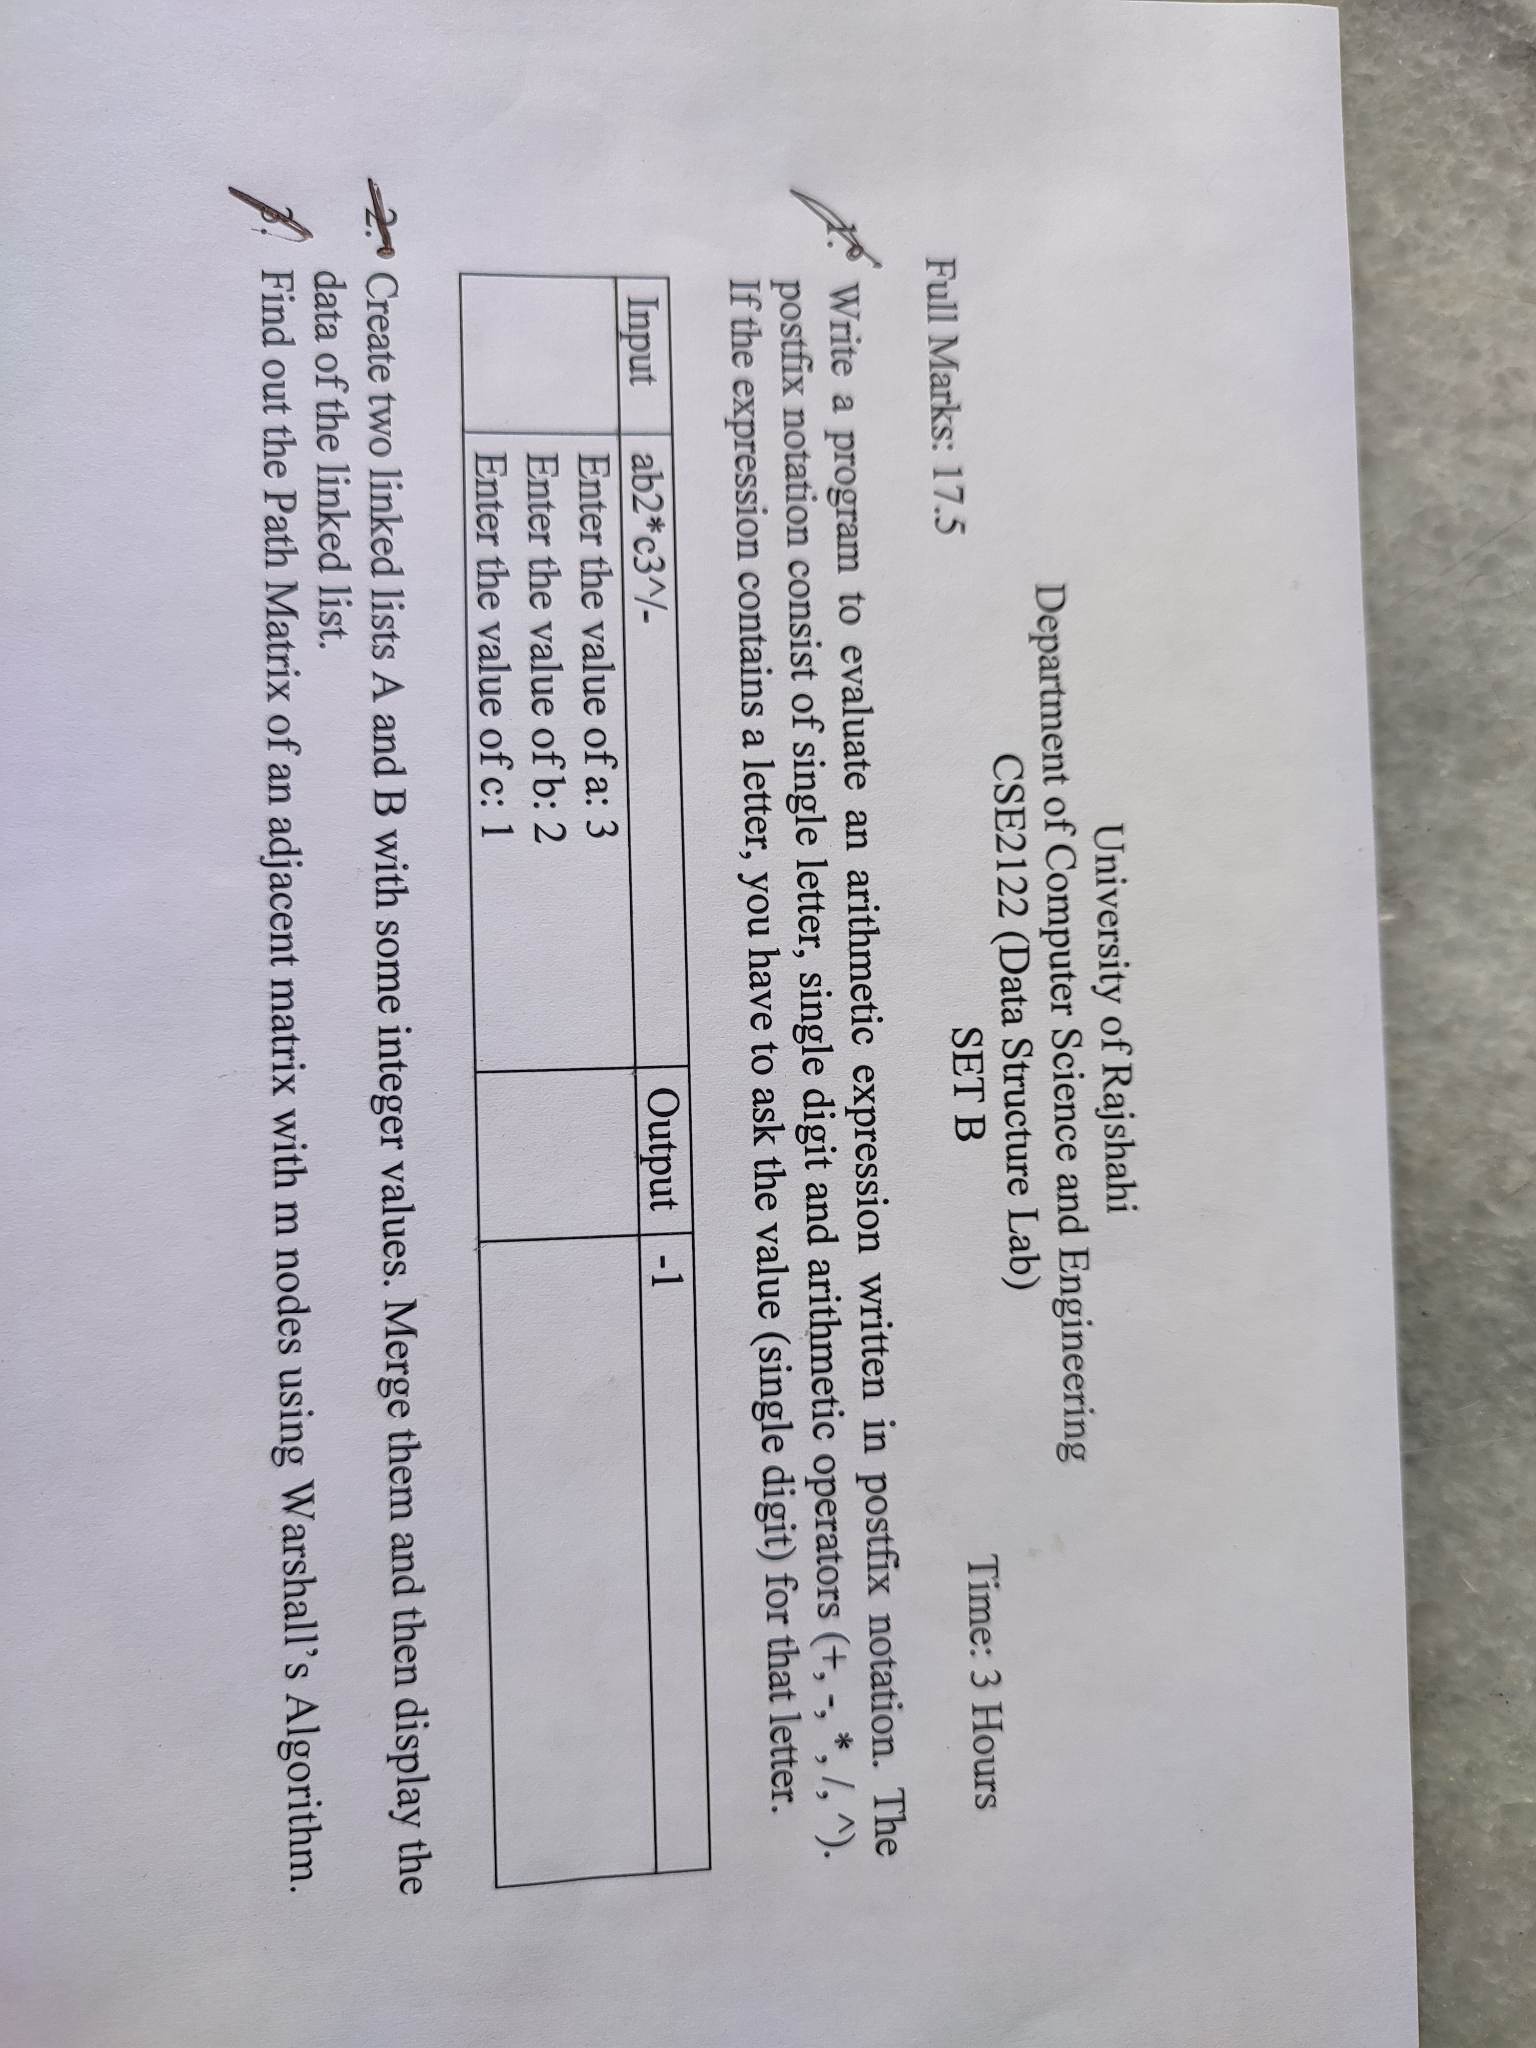 University of Rajshahi
Department of Computer Science and Engineering
CSE2122 (Data Structure Lab)
SET B
Full Marks: 17.5 Time: 3 Hours
1. Write a program to evaluate an arithmetic expression written in postfix notation. The
postfix notation consist of single letter, single digit and arithmetic operators (+, -, *, /, ^).
If the expression contains a letter, you have to ask the value (single digit) for that letter.
Input ab2*c3^/- Output -1
Enter the value of a: 3
Enter the value of b: 2
Enter the value of c: 1
2. Create two linked lists A and B with some integer values. Merge them and then display the
data of the linked list.
3. Find out the Path Matrix of an adjacent matrix with m nodes using Warshall's Algorithm.